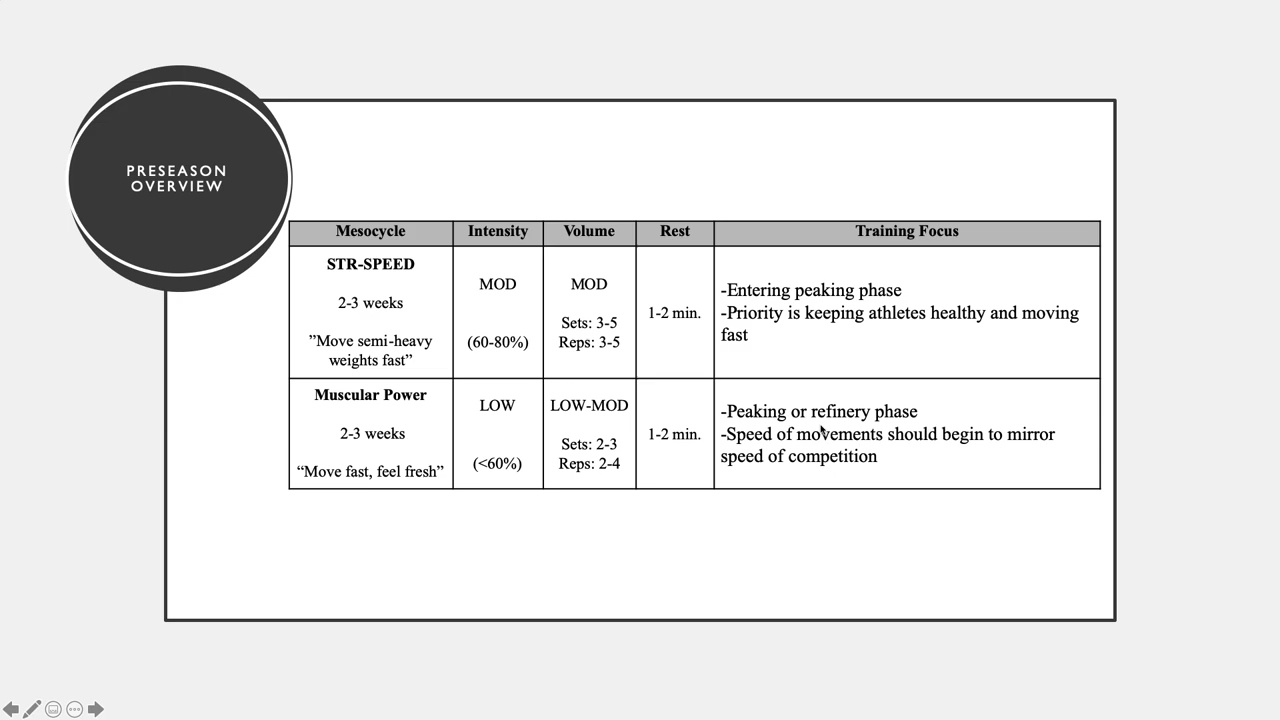 PRESEASON
OVERVIEW
Mesocycle Intensity Volume Rest Training Focus
STR-SPEED
2-3 weeks
”Move semi-heavy
weights fast”
MOD
(60-80%)
MOD
Sets: 3-5
Reps: 3-5
1-2 min.
-Entering peaking phase
-Priority is keeping athletes healthy and moving
fast
Muscular Power
2-3 weeks
“Move fast, feel fresh”
LOW
(<60%)
LOW-MOD
Sets: 2-3
Reps: 2-4
1-2 min.
-Peaking or refinery phase
-Speed of movements should begin to mirror
speed of competition